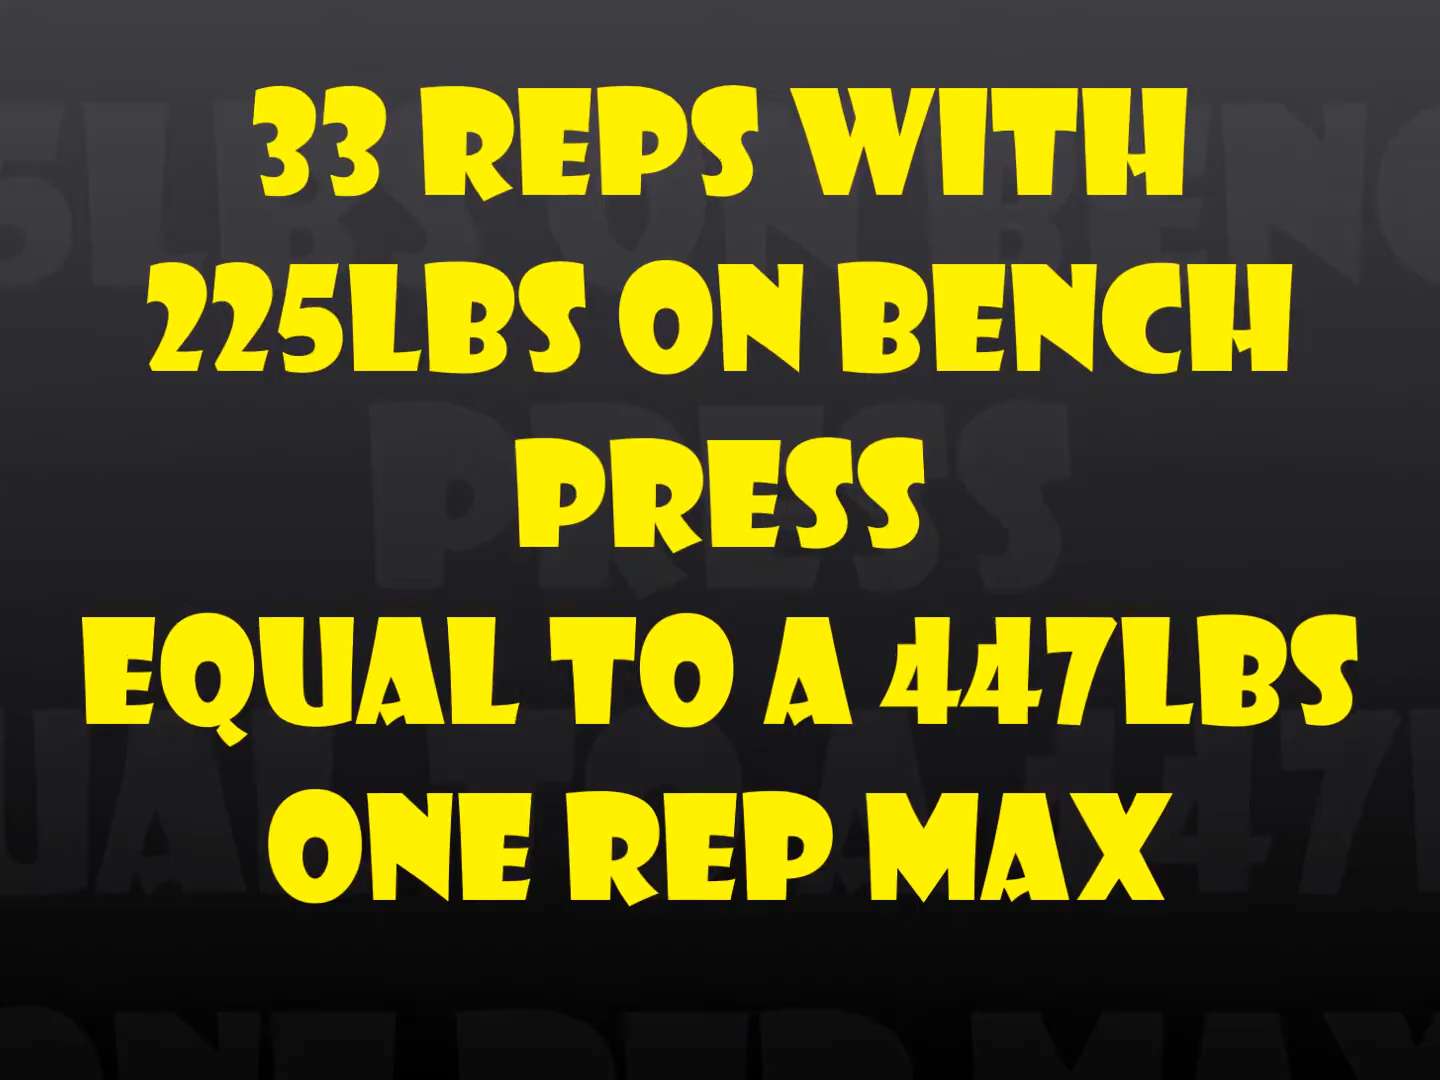 33 REPS WITH
225LBS ON BENCH
PRESS
EQUAL TO A 447LBS
ONE REP MAX